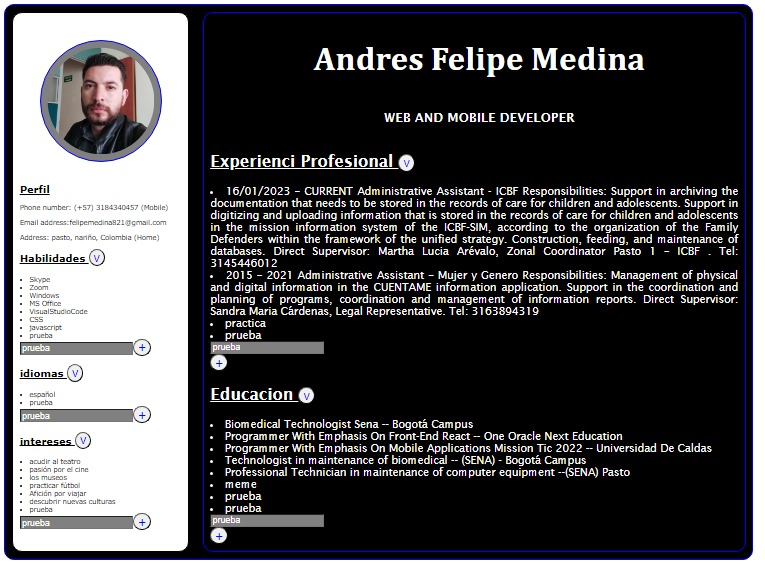 Perfil
Phone number: (+57) 3184340457 (Mobile)
Email address:felipemedina821@gmail.com
Address: pasto, nariño, Colombia (Home)
Habilidades V
• Skype
• Zoom
• Windows
• MS Office
• VisualStudioCode
• CSS
• javascript
• prueba
prueba +
idiomas V
• español
• prueba
prueba +
intereses V
• acudir al teatro
• pasión por el cine
• los museos
• practicar fútbol
• Afición por viajar
• descubrir nuevas culturas
• prueba
prueba +
Andres Felipe Medina
WEB AND MOBILE DEVELOPER
Experienci Profesional V
• 16/01/2023 – CURRENT Administrative Assistant - ICBF Responsibilities: Support in archiving the
documentation that needs to be stored in the records of care for children and adolescents. Support in
digitizing and uploading information that is stored in the records of care for children and adolescents
in the mission information system of the ICBF-SIM, according to the organization of the Family
Defenders within the framework of the unified strategy. Construction, feeding, and maintenance of
databases. Direct Supervisor: Martha Lucia Arévalo, Zonal Coordinator Pasto 1 – ICBF . Tel:
3145446012
• 2015 – 2021 Administrative Assistant – Mujer y Genero Responsibilities: Management of physical
and digital information in the CUENTAME information application. Support in the coordination and
planning of programs, coordination and management of information reports. Direct Supervisor:
Sandra Maria Cárdenas, Legal Representative. Tel: 3163894319
• practica
• prueba
prueba
+
Educacion V
• Biomedical Technologist Sena -- Bogotá Campus
• Programmer With Emphasis On Front-End React -- One Oracle Next Education
• Programmer With Emphasis On Mobile Applications Mission Tic 2022 -- Universidad De Caldas
• Technologist in maintenance of biomedical -- (SENA) - Bogotá Campus
• Professional Technician in maintenance of computer equipment --(SENA) Pasto
• meme
• prueba
• prueba
prueba
+